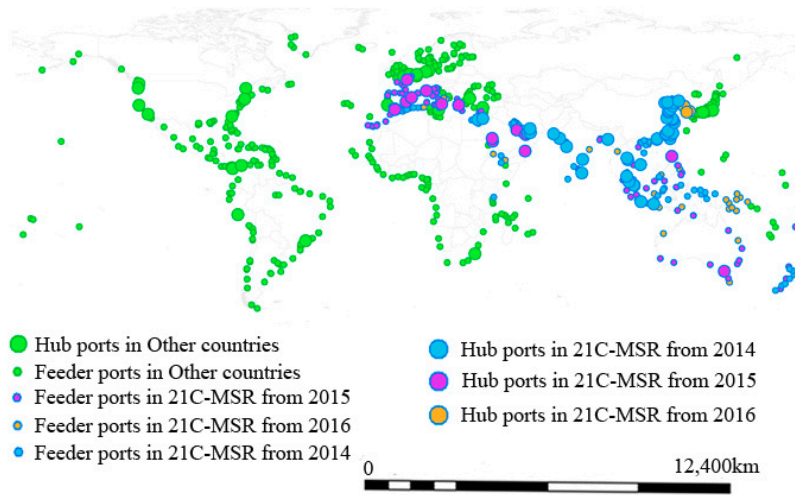 Hub ports in Other countries
Feeder ports in Other countries
Feeder ports in 21C-MSR from 2015
Feeder ports in 21C-MSR from 2016
Feeder ports in 21C-MSR from 2014
Hub ports in 21C-MSR from 2014
Hub ports in 21C-MSR from 2015
Hub ports in 21C-MSR from 2016
0 12,400km